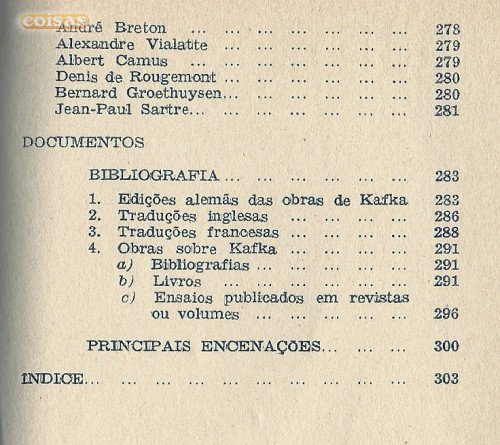 coisas
André Breton ... ... ... ... ... ... 278
Alexandre Vialatte ... ... ... ... ... 279
Albert Camus ... ... ... ... ... ... 279
Denis de Rougemont ... ... ... ... ... 280
Bernard Groethuysen... ... ... ... ... 280
Jean-Paul Sartre... ... ... ... ... ... 281
DOCUMENTOS
BIBLIOGRAFIA ... ... ... ... ... ... 283
1. Edições alemãs das obras de Kafka 283
2. Traduções inglesas ... ... ... ... 286
3. Traduções francesas ... ... ... ... 288
4. Obras sobre Kafka ... ... ... ... 291
a) Bibliografias ... ... ... ... ... 291
b) Livros ... ... ... ... ... ... 291
c) Ensaios publicados em revistas
ou volumes ... ... ... ... ... 296
PRINCIPAIS ENCENAÇÕES... ... ... 300
ÍNDICE... ... ... ... ... ... ... ... ... 303